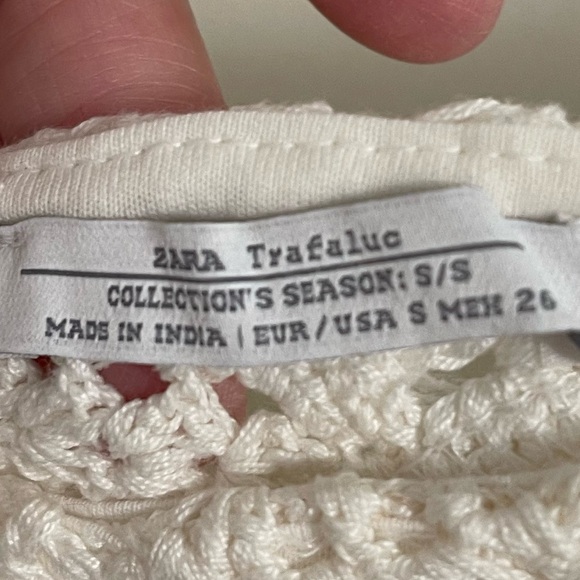 ZARA Trafaluc
COLLECTION'S SEASON: S/S
MADE IN INDIA | EUR/USA S MEX 26